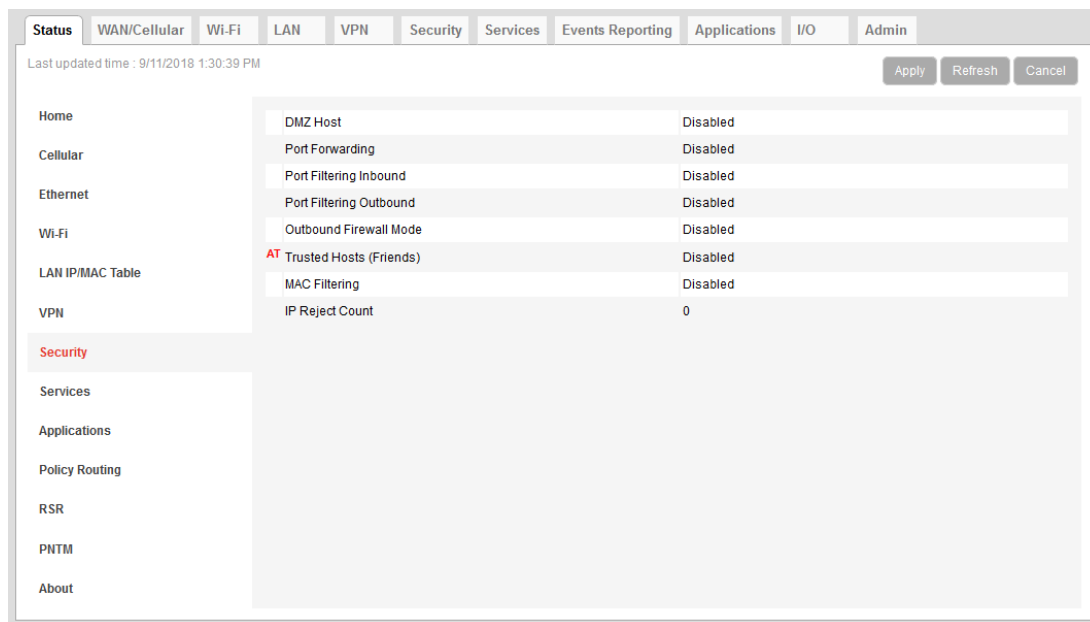 Status WAN/Cellular Wi-Fi LAN VPN Security Services Events Reporting Applications I/O Admin
Last updated time : 9/11/2018 1:30:39 PM
Apply Refresh Cancel
Home
Cellular
Ethernet
Wi-Fi
LAN IP/MAC Table
VPN
Security
Services
Applications
Policy Routing
RSR
PNTM
About
DMZ Host Disabled
Port Forwarding Disabled
Port Filtering Inbound Disabled
Port Filtering Outbound Disabled
Outbound Firewall Mode Disabled
AT Trusted Hosts (Friends) Disabled
MAC Filtering Disabled
IP Reject Count 0